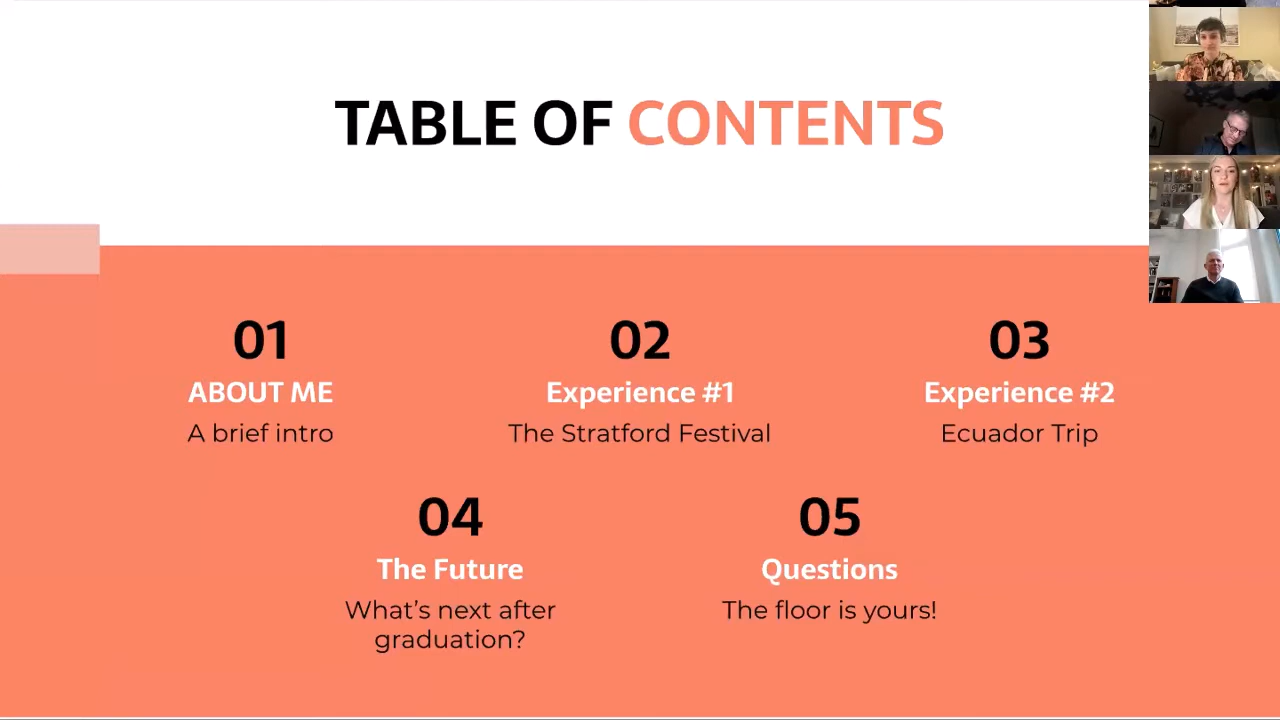 TABLE OF CONTENTS
01
ABOUT ME
A brief intro
02
Experience #1
The Stratford Festival
03
Experience #2
Ecuador Trip
04
The Future
What's next after
graduation?
05
Questions
The floor is yours!